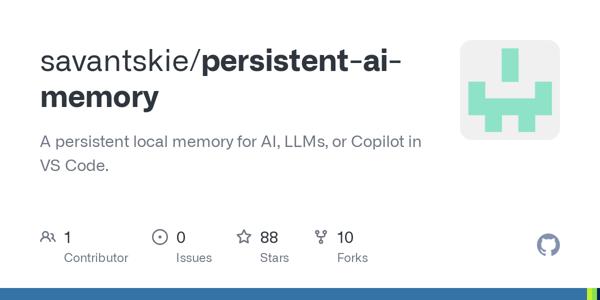 savantskie/persistent-ai-
memory
A persistent local memory for AI, LLMs, or Copilot in
VS Code.
1 0 88 10
Contributor Issues Stars Forks